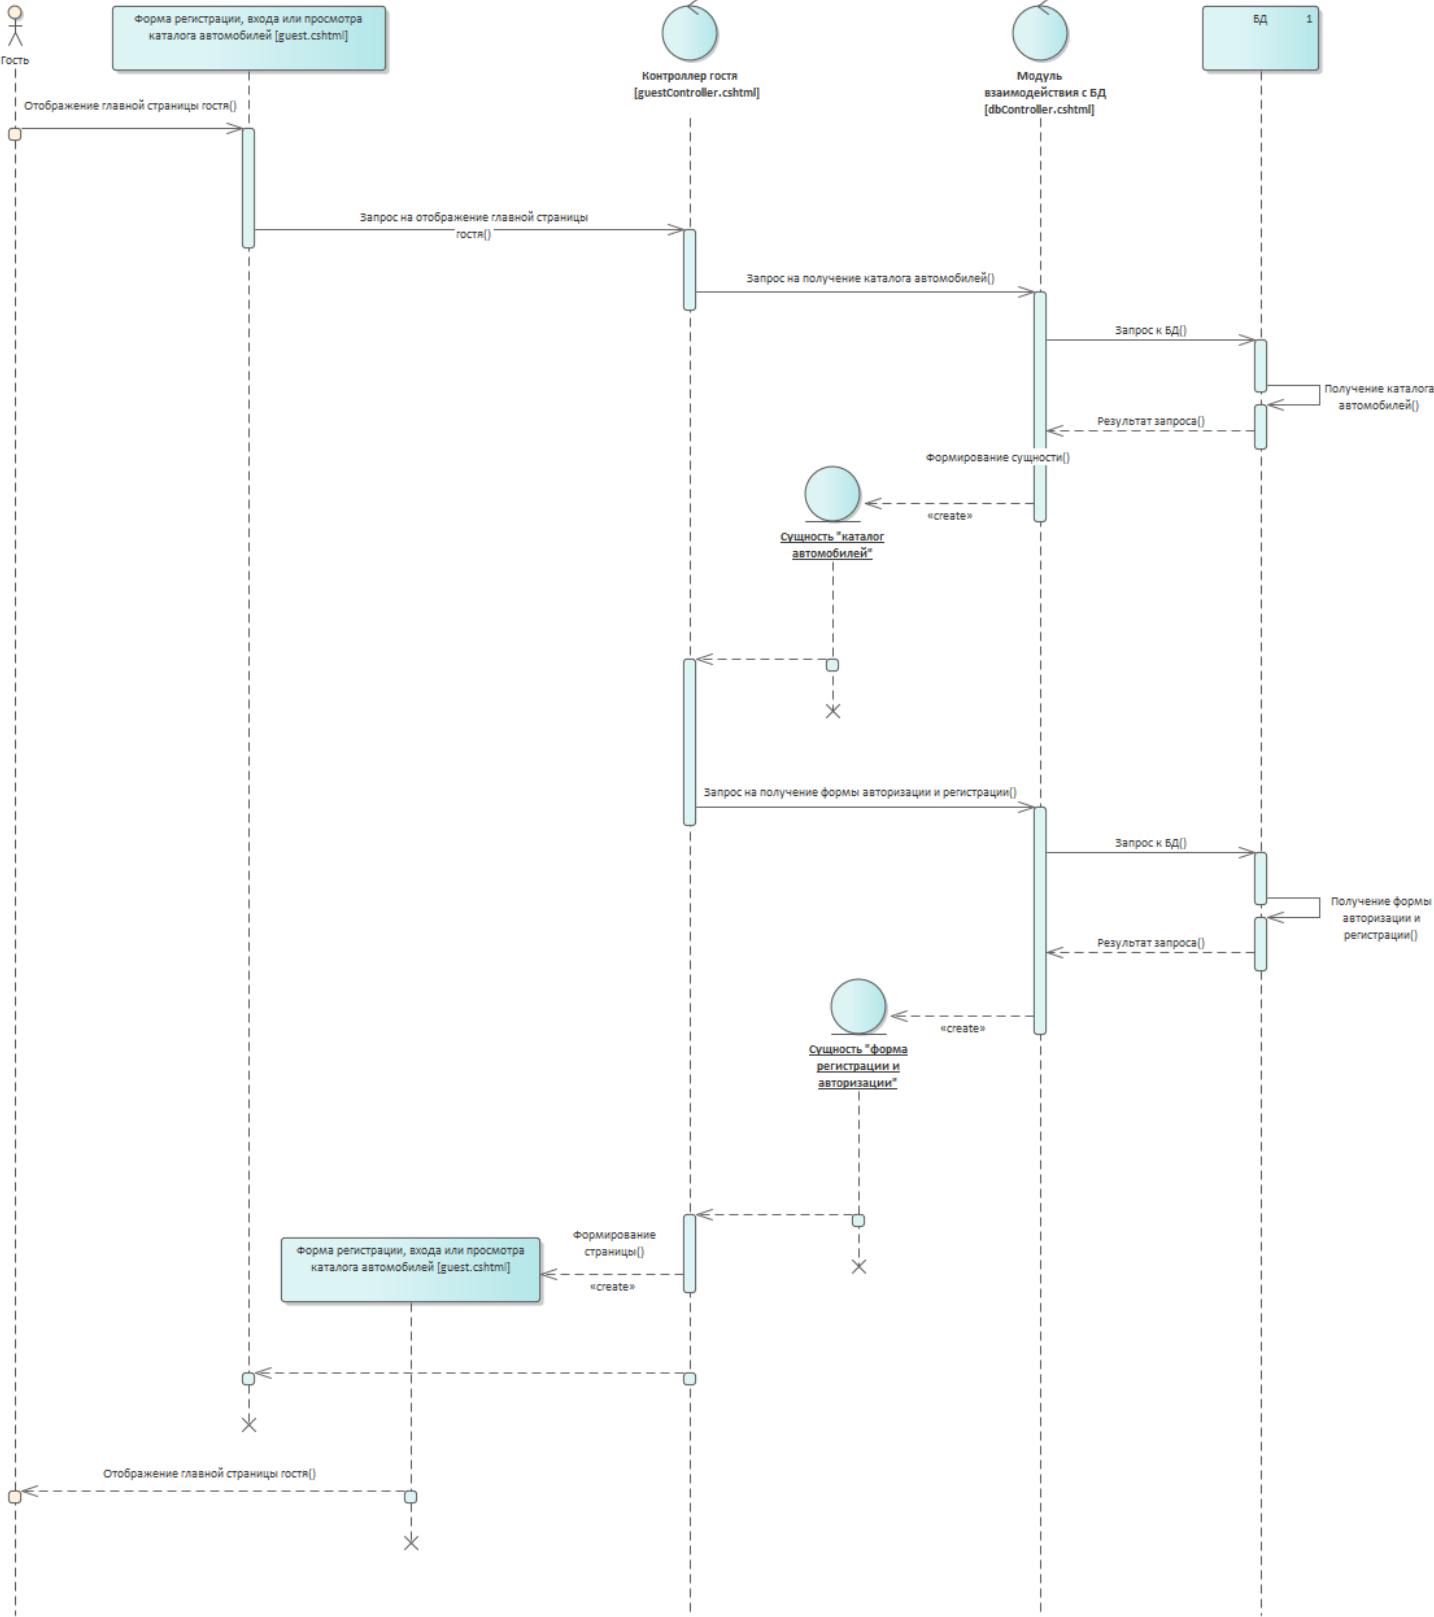 Форма регистрации, входа или просмотра
каталога автомобилей [guest.cshtml]
БД 1
Гость
Контроллер гостя
[guestController.cshtml]
Модуль
взаимодействия с БД
[dbController.cshtml]
Отображение главной страницы гостя()
Запрос на отображение главной страницы
гостя()
Запрос на получение каталога автомобилей()
Запрос к БД()
Получение каталога
автомобилей()
Результат запроса()
Формирование сущности()
«create»
Сущность "каталог
автомобилей"
Запрос на получение формы авторизации и регистрации()
Запрос к БД()
Получение формы
авторизации и
регистрации()
Результат запроса()
«create»
Сущность "форма
регистрации и
авторизации"
Формирование
страницы()
«create»
Форма регистрации, входа или просмотра
каталога автомобилей [guest.cshtml]
Отображение главной страницы гостя()